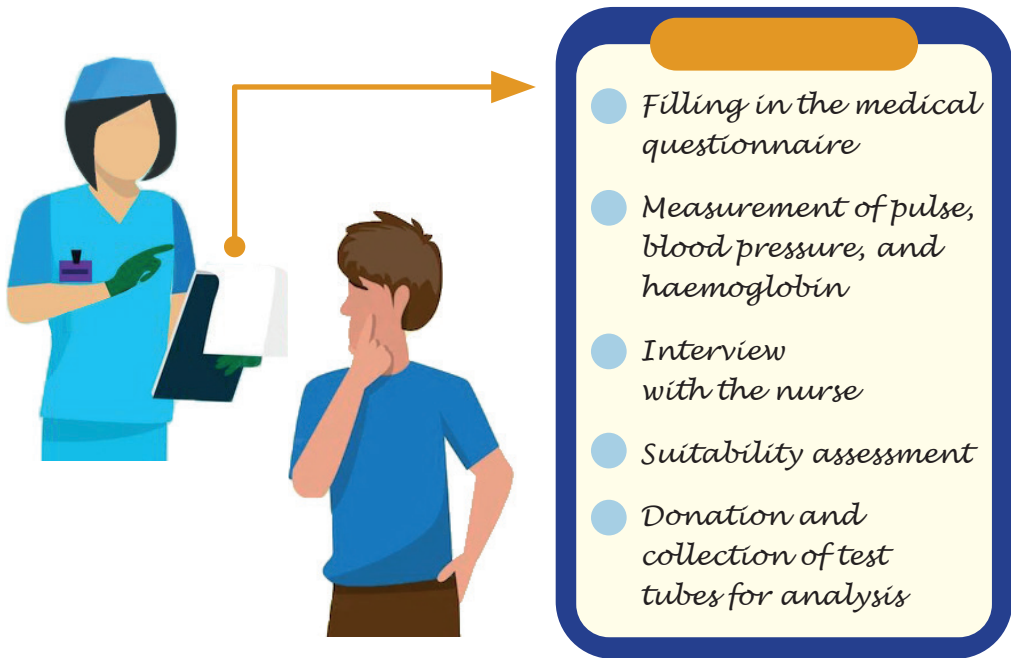 Filling in the medical
questionnaire
Measurement of pulse,
blood pressure, and
haemoglobin
Interview
with the nurse
Suitability assessment
Donation and
collection of test
tubes for analysis